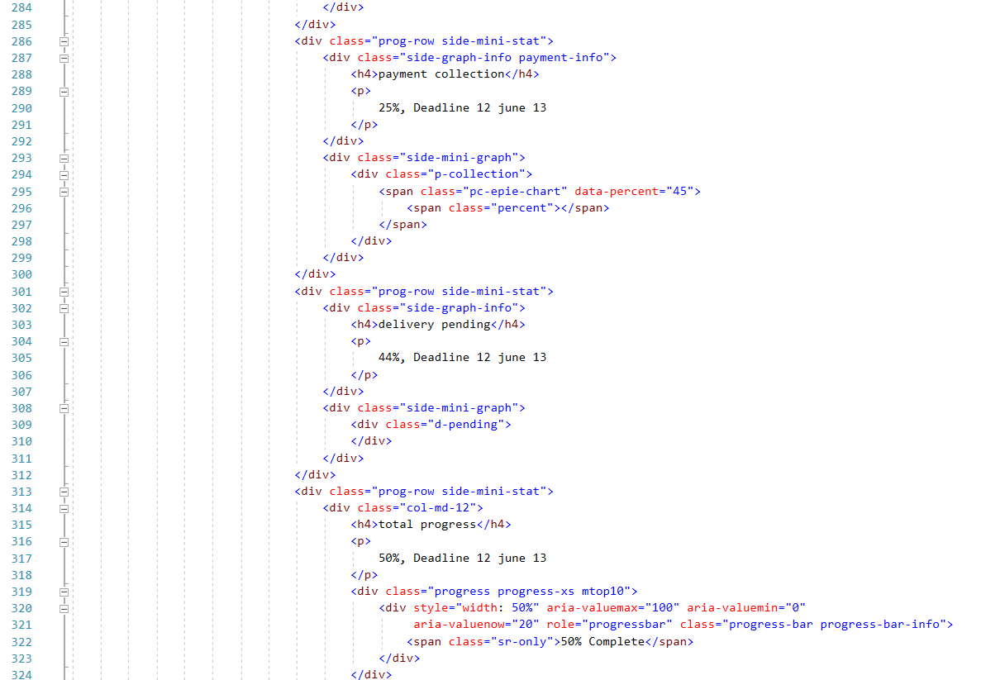 284 </div>
285 </div>
286 <div class="prog-row side-mini-stat">
287 <div class="side-graph-info payment-info">
288 <h4>payment collection</h4>
289 <p>
290 25%, Deadline 12 june 13
291 </p>
292 </div>
293 <div class="side-mini-graph">
294 <div class="p-collection">
295 <span class="pc-epie-chart" data-percent="45">
296 <span class="percent"></span>
297 </span>
298 </div>
299 </div>
300 </div>
301 <div class="prog-row side-mini-stat">
302 <div class="side-graph-info">
303 <h4>delivery pending</h4>
304 <p>
305 44%, Deadline 12 june 13
306 </p>
307 </div>
308 <div class="side-mini-graph">
309 <div class="d-pending">
310 </div>
311 </div>
312 </div>
313 <div class="prog-row side-mini-stat">
314 <div class="col-md-12">
315 <h4>total progress</h4>
316 <p>
317 50%, Deadline 12 june 13
318 </p>
319 <div class="progress progress-xs mtop10">
320 <div style="width: 50%" aria-valuemax="100" aria-valuemin="0"
321 aria-valuenow="20" role="progressbar" class="progress-bar progress-bar-info">
322 <span class="sr-only">50% Complete</span>
323 </div>
324 </div>